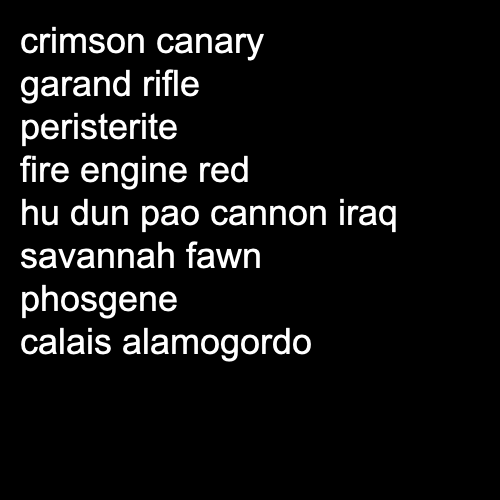 crimson canary
garand rifle
peristerite
fire engine red
hu dun pao cannon iraq
savannah fawn
phosgene
calais alamogordo